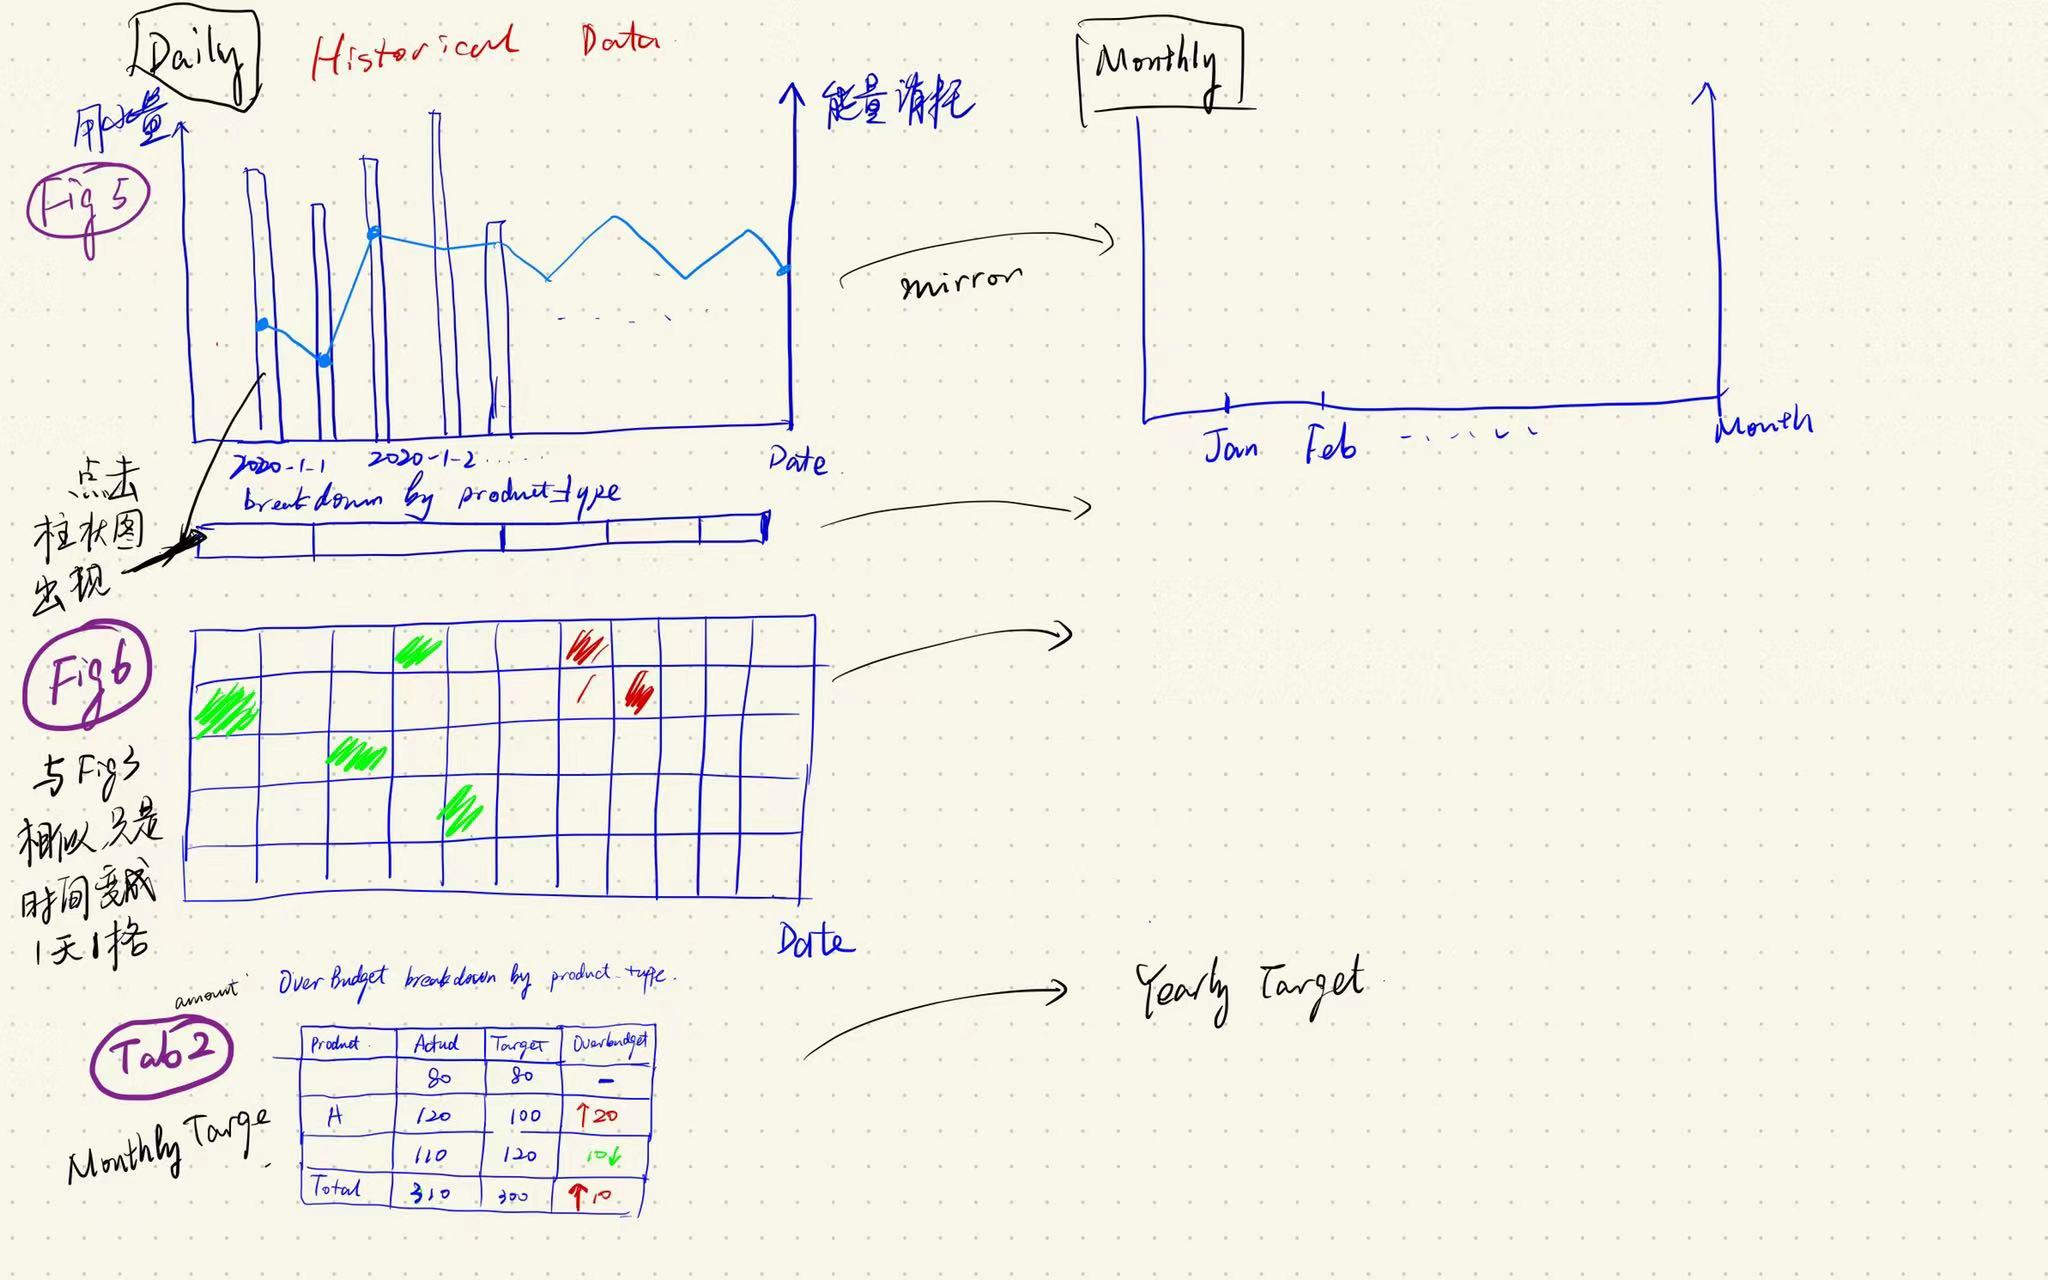 Daily
Historical Data
Monthly
用水量
能量消耗
Fig 5
mirror
2020-1-1 2020-1-2 ......
Date
Jan Feb ......
Month
breakdown by product-type
点击
柱状图
出现
Fig 6
与Fig3
相似,只是
时间变成
1天1格
Date
amount
OverBudget breakdown by product-type.
Yearly Target
Tab 2
Monthly Targe
Product. Actual Target Overbudget
80 80 -
A 120 100 ↑20
110 120 10↓
Total 310 300 ↑10